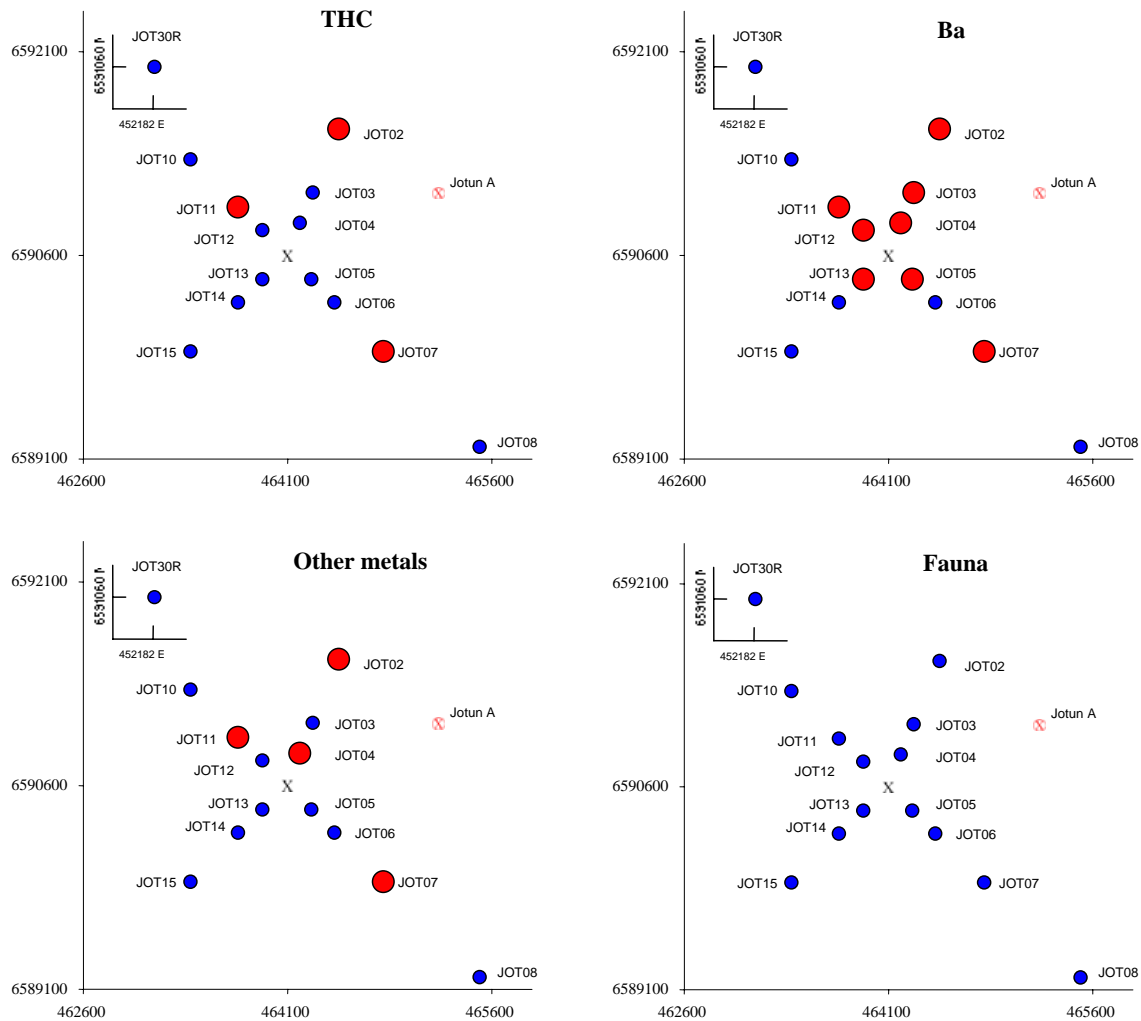 THC
6592100
6591060 N
JOT30R
452182 E
JOT02
JOT10
Jotun A
X
JOT03
JOT11
JOT04
JOT12
6590600
X
JOT13
JOT05
JOT14
JOT06
JOT15
JOT07
JOT08
6589100
462600
464100
465600
Ba
6592100
6591060 N
JOT30R
452182 E
JOT02
JOT10
Jotun A
X
JOT03
JOT11
JOT04
JOT12
6590600
X
JOT13
JOT05
JOT14
JOT06
JOT15
JOT07
JOT08
6589100
462600
464100
465600
Other metals
6592100
6591060 N
JOT30R
452182 E
JOT02
JOT10
Jotun A
X
JOT03
JOT11
JOT04
JOT12
6590600
X
JOT13
JOT05
JOT14
JOT06
JOT15
JOT07
JOT08
6589100
462600
464100
465600
Fauna
6592100
6591060 N
JOT30R
452182 E
JOT02
JOT10
Jotun A
X
JOT03
JOT11
JOT04
JOT12
6590600
X
JOT13
JOT05
JOT14
JOT06
JOT15
JOT07
JOT08
6589100
462600
464100
465600